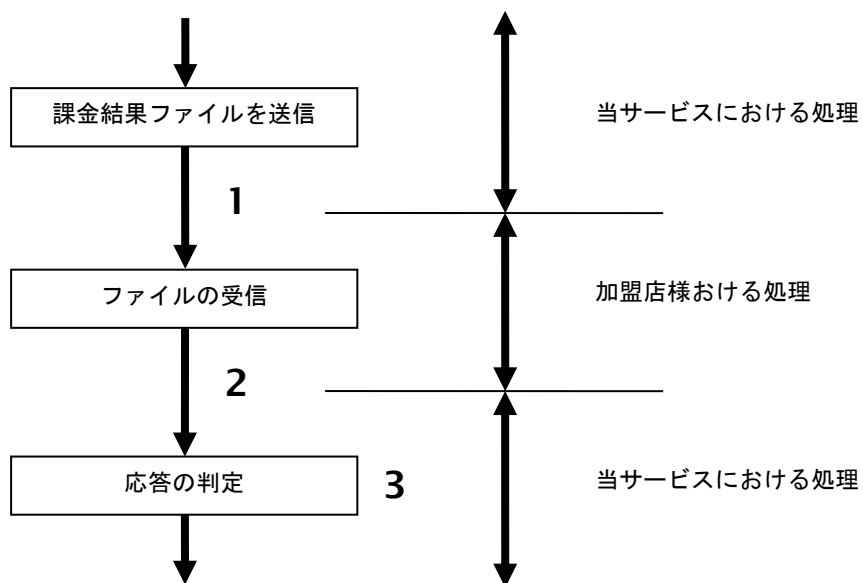 課金結果ファイルを送信
当サービスにおける処理
1
ファイルの受信
加盟店様おける処理
2
応答の判定
3
当サービスにおける処理